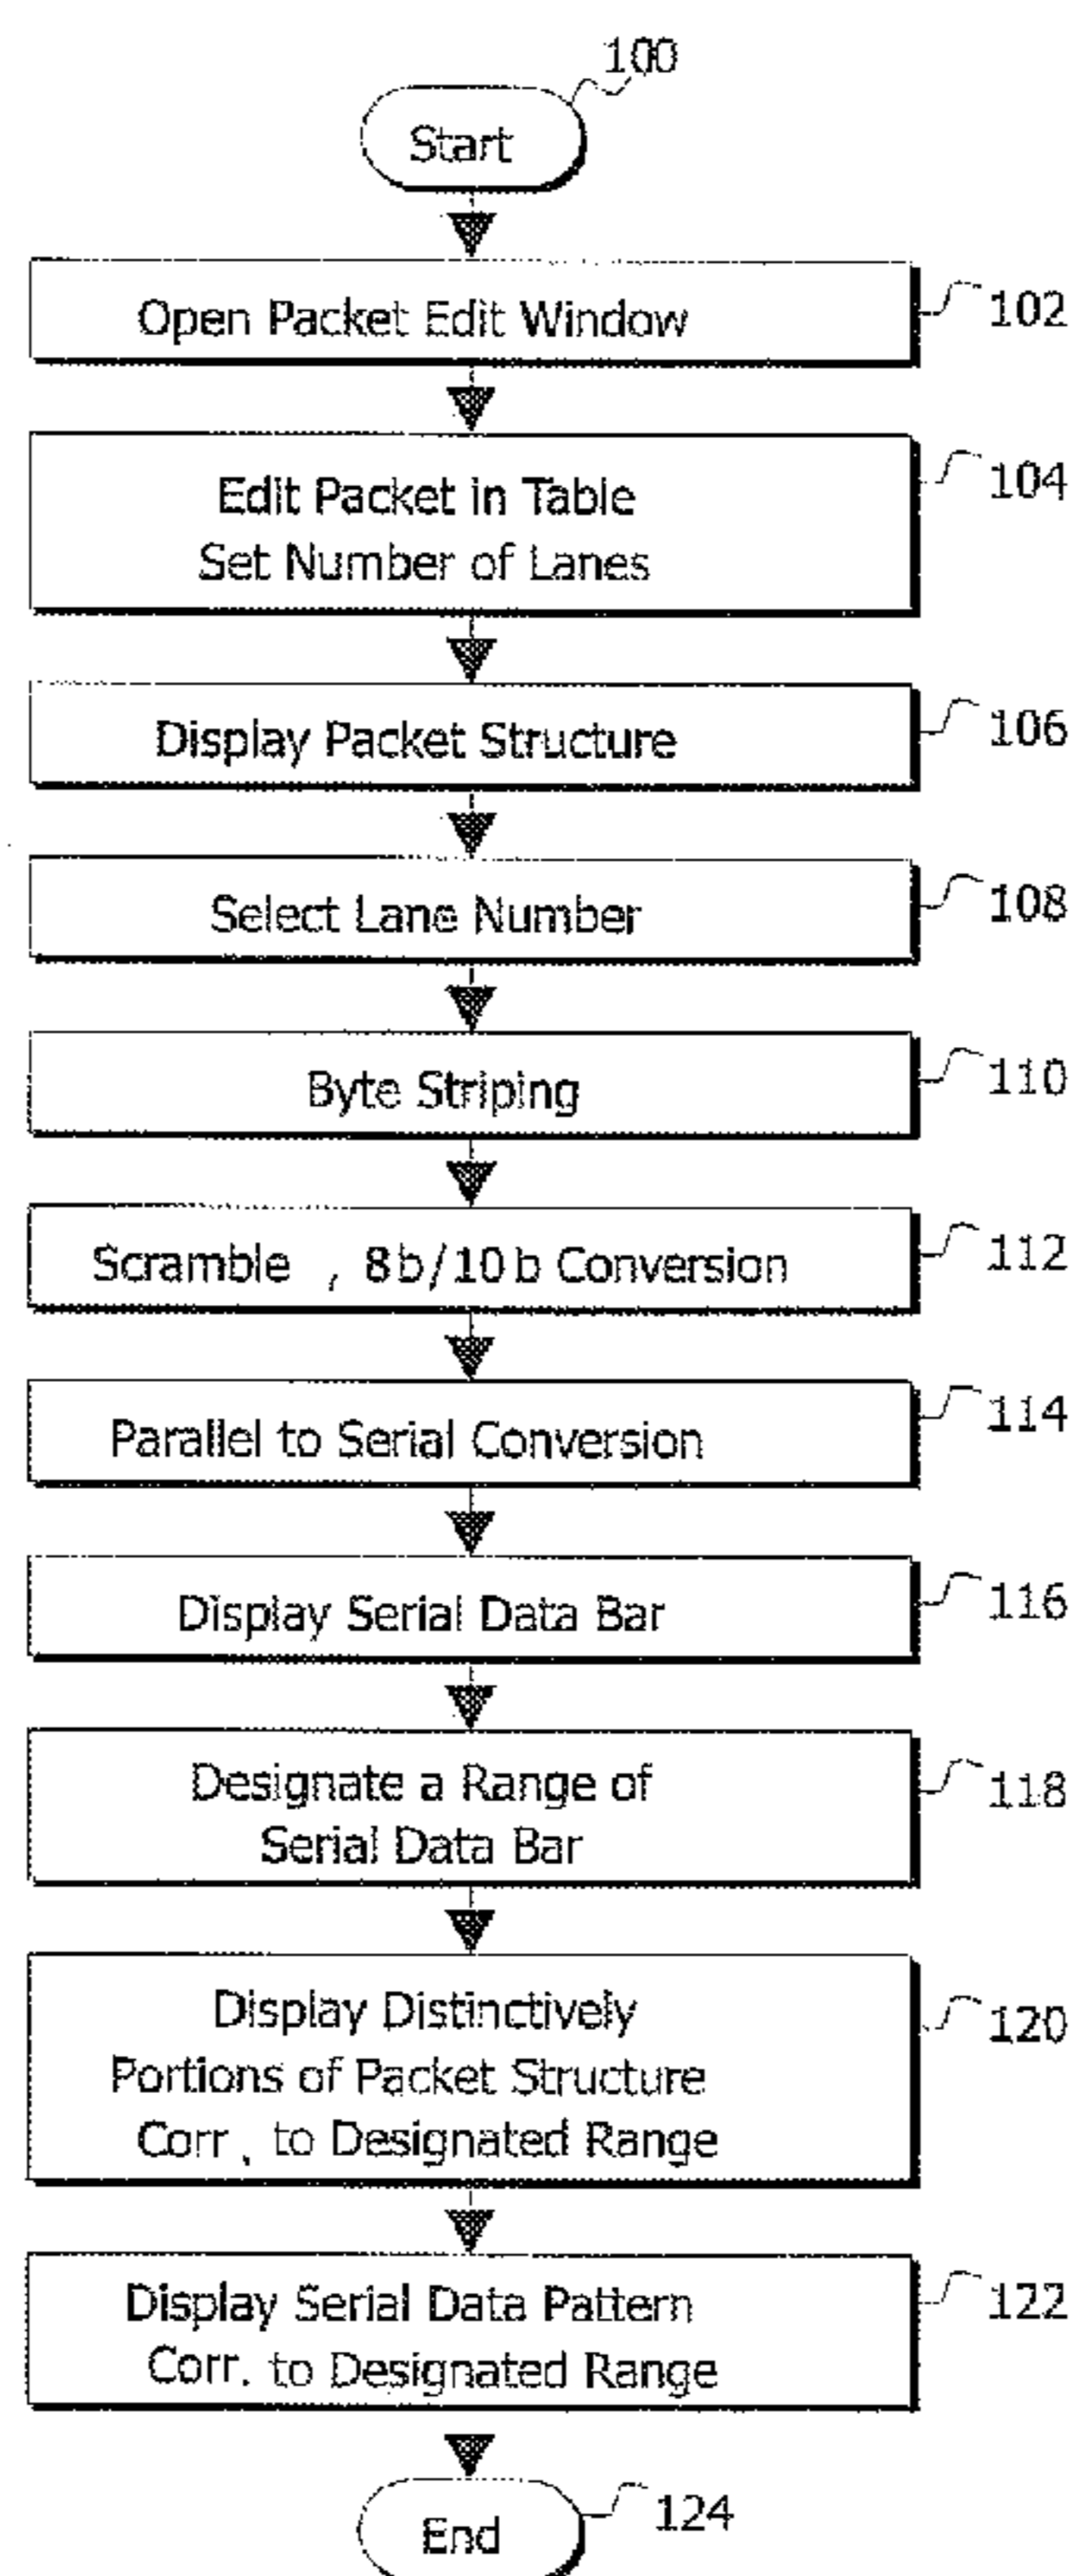 100
Start
Open Packet Edit Window
102
Edit Packet in Table
Set Number of Lanes
104
Display Packet Structure
106
Select Lane Number
108
Byte Striping
110
Scramble , 8b/10b Conversion
112
Parallel to Serial Conversion
114
Display Serial Data Bar
116
Designate a Range of
Serial Data Bar
118
Display Distinctively
Portions of Packet Structure
Corr. to Designated Range
120
Display Serial Data Pattern
Corr. to Designated Range
122
End
124